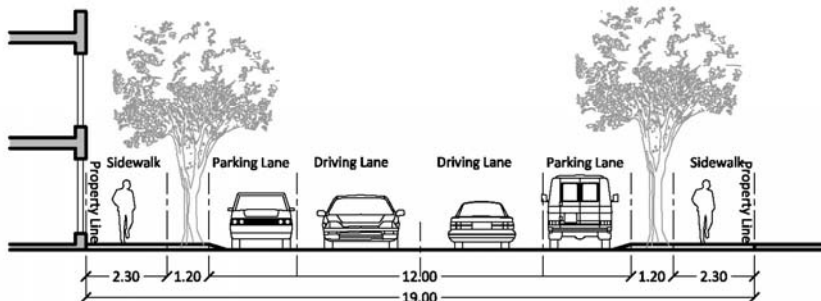 Sidewalk Parking Lane Driving Lane Driving Lane Parking Lane Sidewalk
Property Line
Property Line
2.30 1.20 12.00 1.20 2.30
19.00